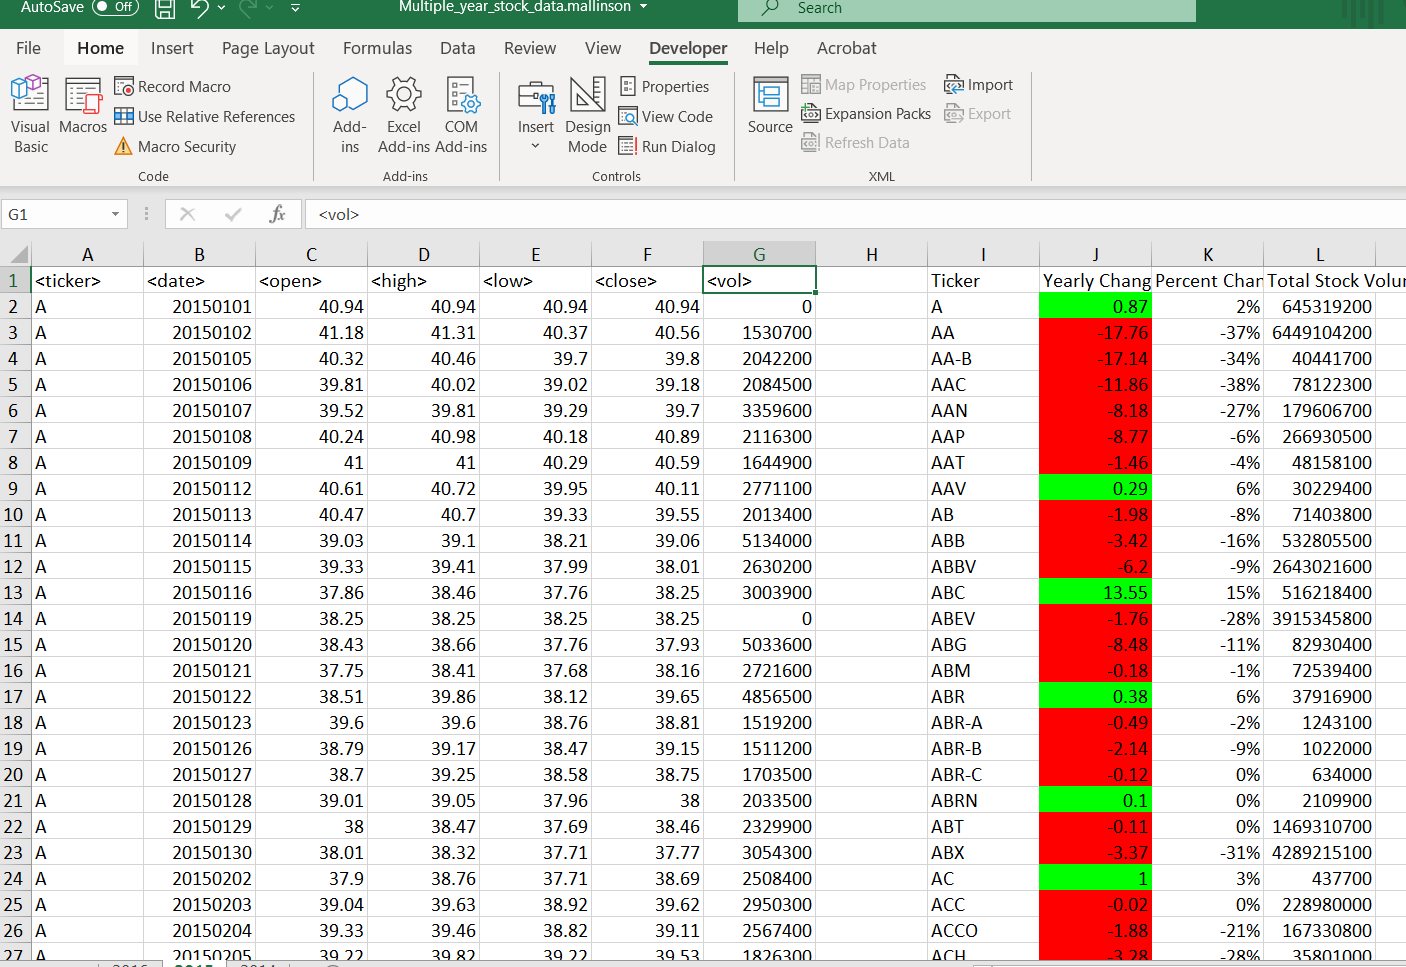 AutoSave Off Multiple_year_stock_data.mallinson Search
File Home Insert Page Layout Formulas Data Review View Developer Help Acrobat
Visual Basic
Macros
Record Macro
Use Relative References
Macro Security
Code
Add-ins
Excel Add-ins
COM Add-ins
Add-ins
Insert
Design Mode
Properties
View Code
Run Dialog
Controls
Source
Map Properties
Expansion Packs
Refresh Data
Import
Export
XML
G1 fx <vol>
A B C D E F G H I J K L
1 <ticker> <date> <open> <high> <low> <close> <vol> Ticker Yearly Chang Percent Chan Total Stock Volu
2 A 20150101 40.94 40.94 40.94 40.94 0 A 0.87 2% 645319200
3 A 20150102 41.18 41.31 40.37 40.56 1530700 AA -17.76 -37% 6449104200
4 A 20150105 40.32 40.46 39.7 39.8 2042200 AA-B -17.14 -34% 40441700
5 A 20150106 39.81 40.02 39.02 39.18 2084500 AAC -11.86 -38% 78122300
6 A 20150107 39.52 39.81 39.29 39.7 3359600 AAN -8.18 -27% 179606700
7 A 20150108 40.24 40.98 40.18 40.89 2116300 AAP -8.77 -6% 266930500
8 A 20150109 41 41 40.29 40.59 1644900 AAT -1.46 -4% 48158100
9 A 20150112 40.61 40.72 39.95 40.11 2771100 AAV 0.29 6% 30229400
10 A 20150113 40.47 40.7 39.33 39.55 2013400 AB -1.98 -8% 71403800
11 A 20150114 39.03 39.1 38.21 39.06 5134000 ABB -3.42 -16% 532805500
12 A 20150115 39.33 39.41 37.99 38.01 2630200 ABBV -6.2 -9% 2643021600
13 A 20150116 37.86 38.46 37.76 38.25 3003900 ABC 13.55 15% 516218400
14 A 20150119 38.25 38.25 38.25 38.25 0 ABEV -1.76 -28% 3915345800
15 A 20150120 38.43 38.66 37.76 37.93 5033600 ABG -8.48 -11% 82930400
16 A 20150121 37.75 38.41 37.68 38.16 2721600 ABM -0.18 -1% 72539400
17 A 20150122 38.51 39.86 38.12 39.65 4856500 ABR 0.38 6% 37916900
18 A 20150123 39.6 39.6 38.76 38.81 1519200 ABR-A -0.49 -2% 1243100
19 A 20150126 38.79 39.17 38.47 39.15 1511200 ABR-B -2.14 -9% 1022000
20 A 20150127 38.7 39.25 38.58 38.75 1703500 ABR-C -0.12 0% 634000
21 A 20150128 39.01 39.05 37.96 38 2033500 ABRN 0.1 0% 2109900
22 A 20150129 38 38.47 37.69 38.46 2329900 ABT -0.11 0% 1469310700
23 A 20150130 38.01 38.32 37.71 37.77 3054300 ABX -3.37 -31% 4289215100
24 A 20150202 37.9 38.76 37.71 38.69 2508400 AC 1 3% 437700
25 A 20150203 39.04 39.63 38.92 39.62 2950300 ACC -0.02 0% 228980000
26 A 20150204 39.33 39.46 38.82 39.11 2567400 ACCO -1.88 -21% 167330800
27 A 20150205 39.22 39.82 39.22 39.53 1826300 ACH -3.28 -28% 35801000